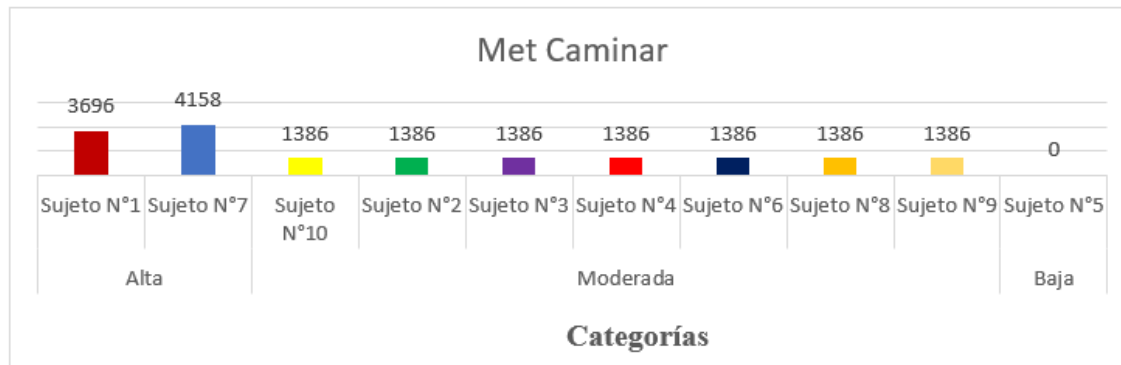 Met Caminar
3696 4158 1386 1386 1386 1386 1386 1386 1386 0
Sujeto N°1 Sujeto N°7 Sujeto N°10 Sujeto N°2 Sujeto N°3 Sujeto N°4 Sujeto N°6 Sujeto N°8 Sujeto N°9 Sujeto N°5
Alta Moderada Baja
Categorías